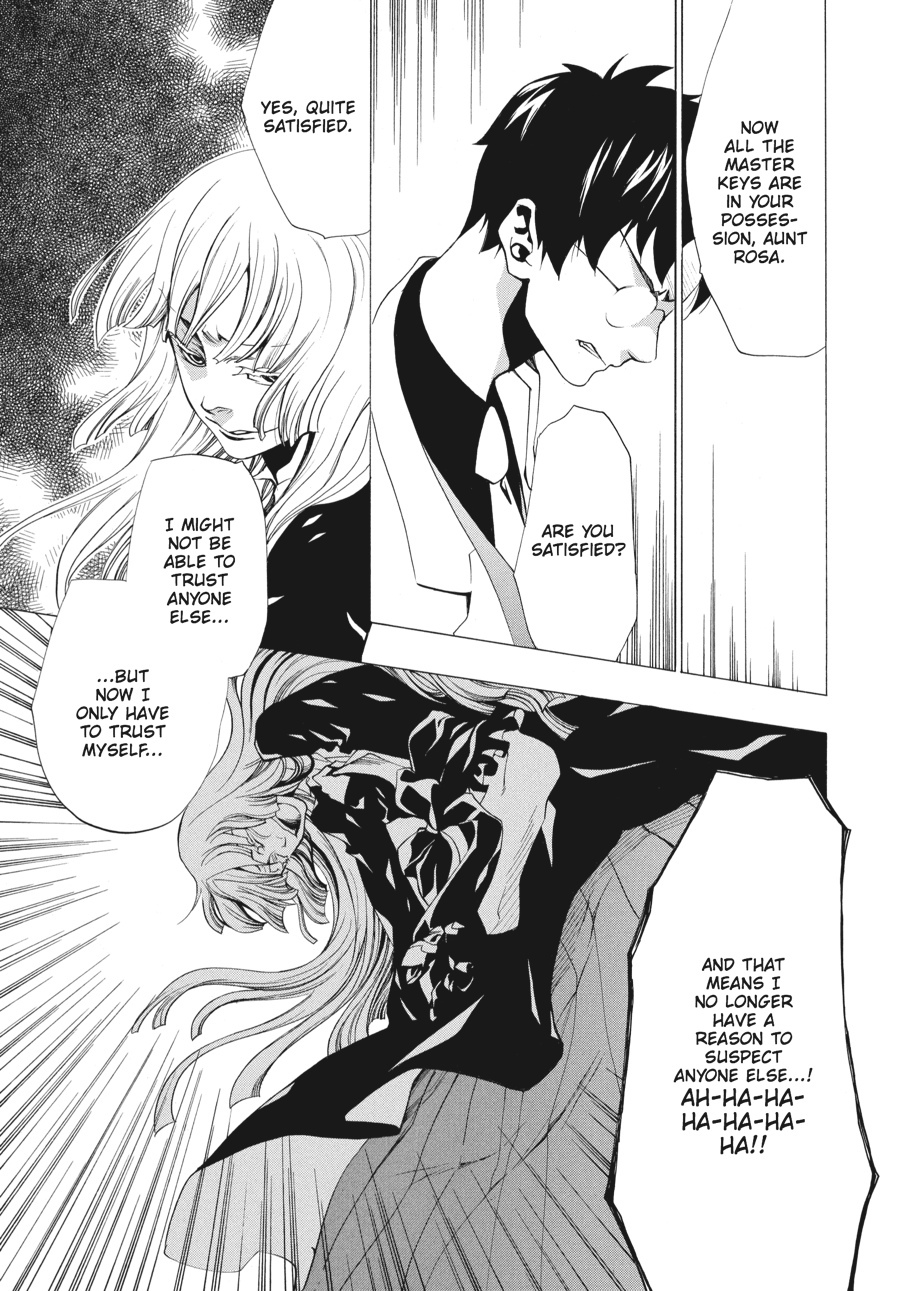 NOW
ALL THE
MASTER
KEYS ARE
IN YOUR
POSSES-
SION, AUNT
ROSA.
ARE YOU
SATISFIED?
YES, QUITE
SATISFIED.
I MIGHT
NOT BE
ABLE TO
TRUST
ANYONE
ELSE...
...BUT
NOW I
ONLY HAVE
TO TRUST
MYSELF...
AND THAT
MEANS I
NO LONGER
HAVE A
REASON TO
SUSPECT
ANYONE ELSE...!
AH-HA-HA-
HA-HA-HA-
HA!!